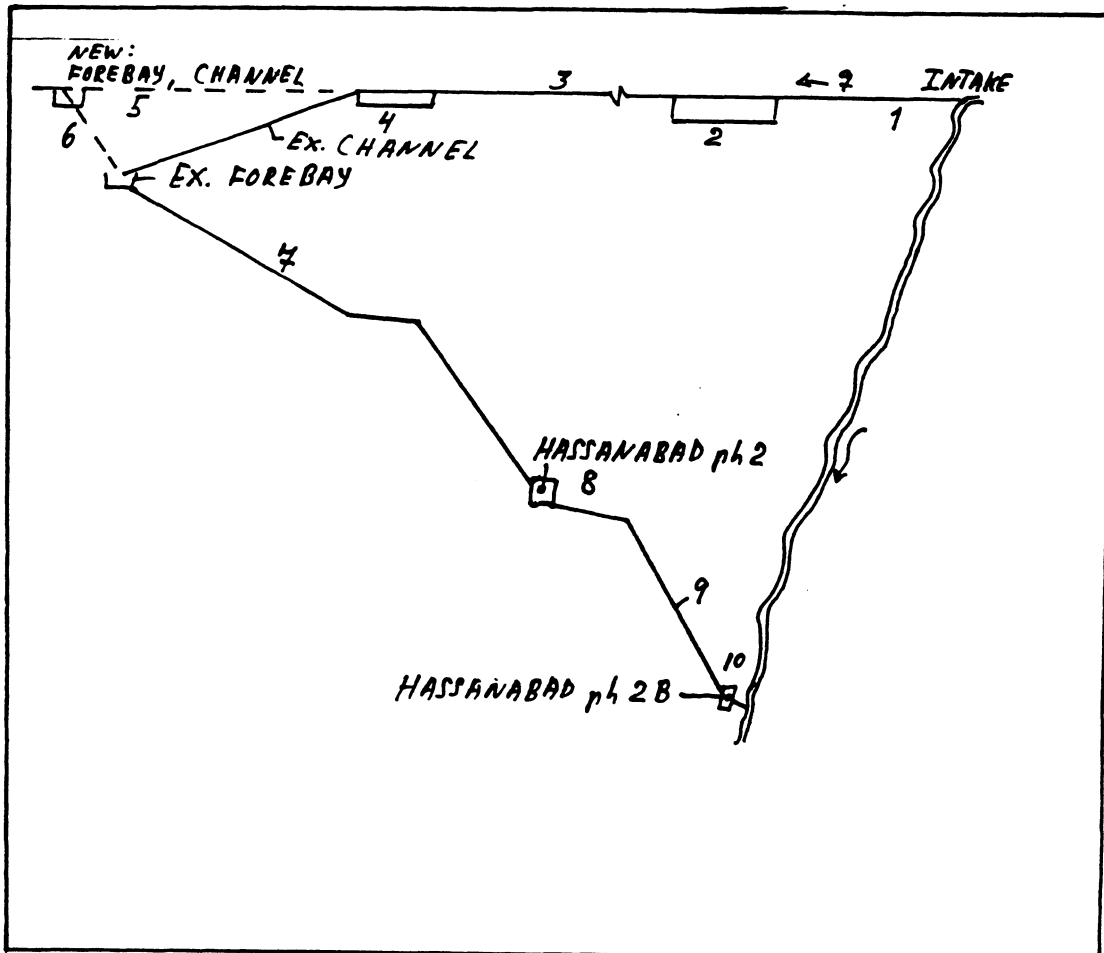 NEW:
FOREBAY, CHANNEL
3
INTAKE
5
6
4
2
1
EX. CHANNEL
EX. FOREBAY
7
HASSANABAD ph 2
8
9
10
HASSANABAD ph 2B